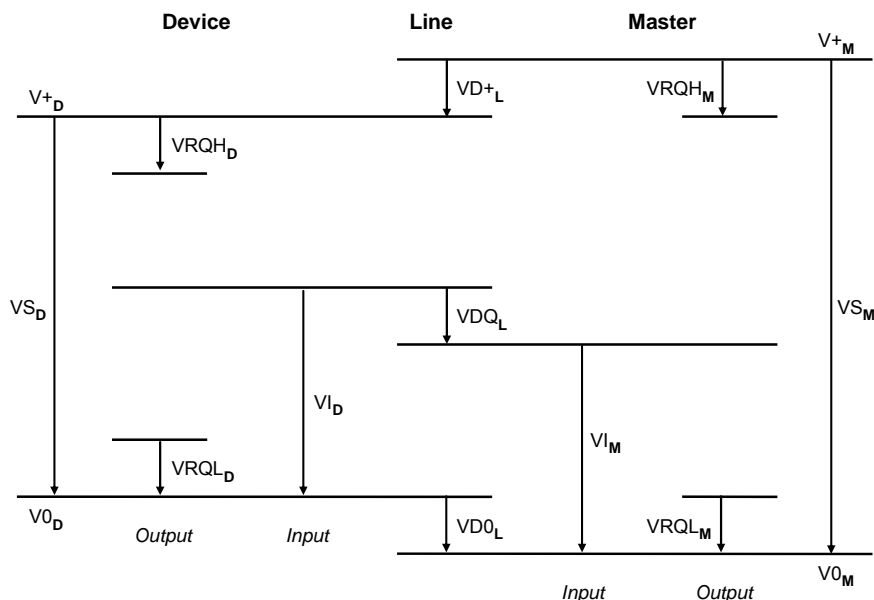 Device Line Master
V+M
VD+L VRQHM
V+D
VRQHD
VSD VDQL VSM
VID
VIM
VRQLD
V0D
Output Input VD0L VRQLM
V0M
Input Output